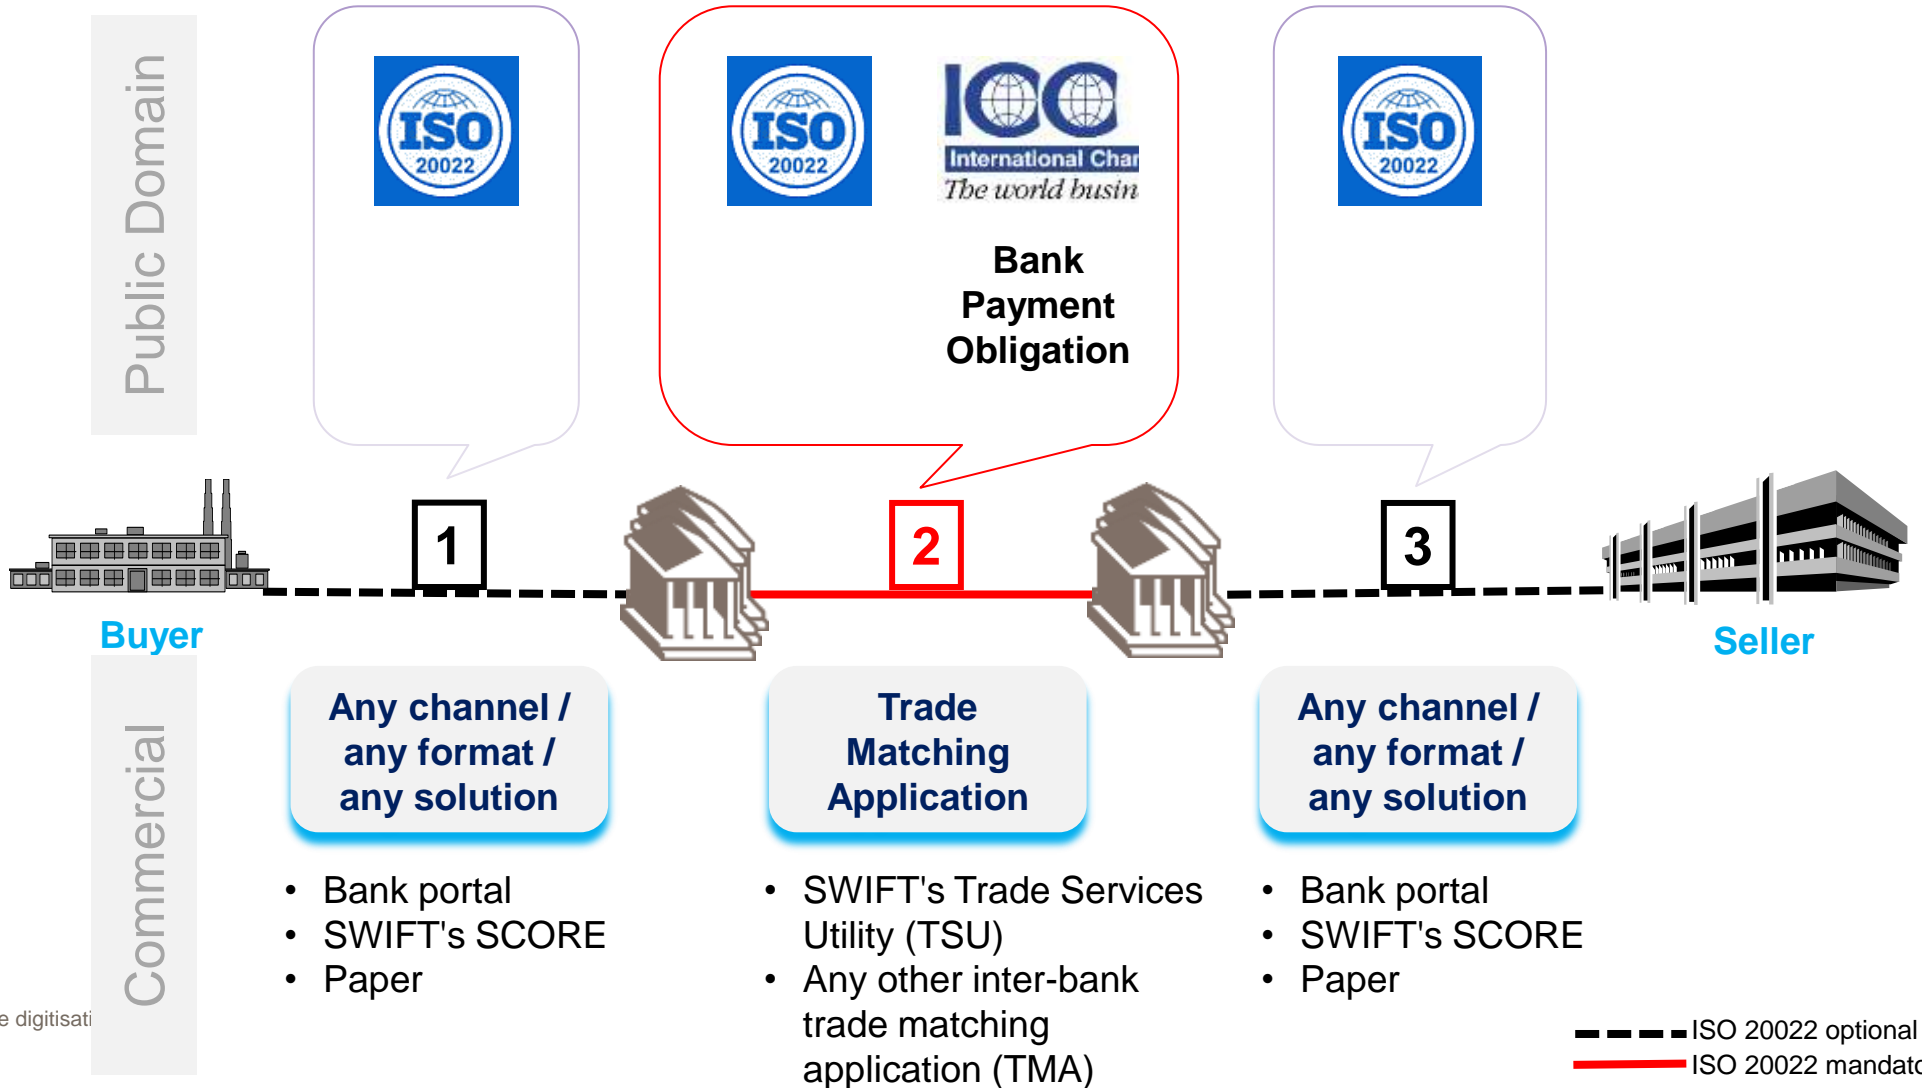 Public Domain
ISO
20022
ISO
20022
ICC
International Char
The world busin
Bank
Payment
Obligation
ISO
20022
1
2
3
Buyer
Seller
Commercial
Any channel /
any format /
any solution
Trade
Matching
Application
Any channel /
any format /
any solution
• Bank portal
• SWIFT's SCORE
• Paper
• SWIFT's Trade Services
Utility (TSU)
• Any other inter-bank
trade matching
application (TMA)
• Bank portal
• SWIFT's SCORE
• Paper
e digitisati
ISO 20022 optional
ISO 20022 mandato